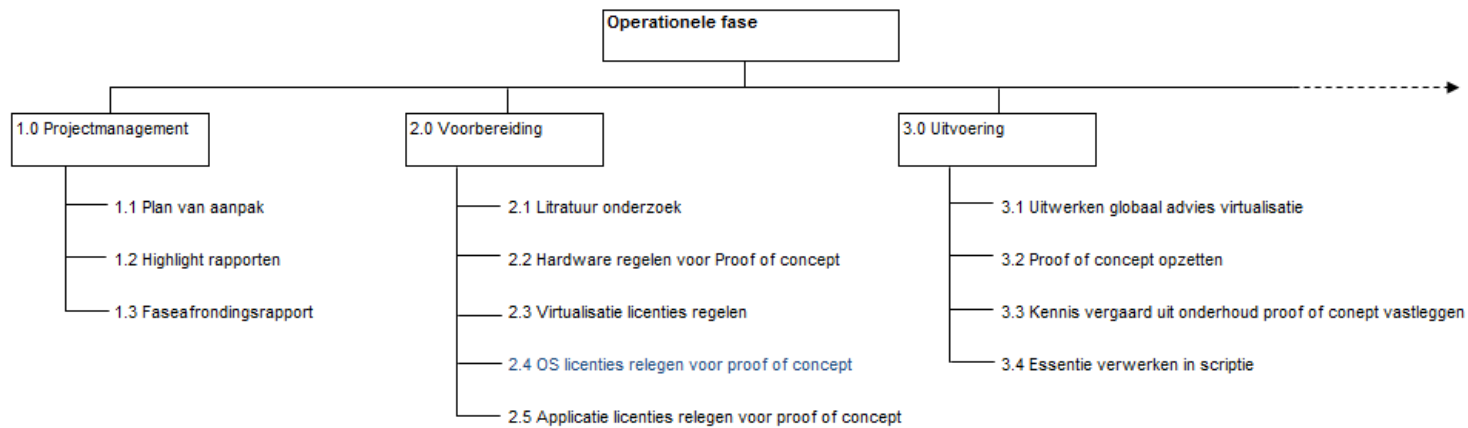 Operationele fase
1.0 Projectmanagement
1.1 Plan van aanpak
1.2 Highlight rapporten
1.3 Faseafrondingsrapport
2.0 Voorbereiding
2.1 Litratuur onderzoek
2.2 Hardware regelen voor Proof of concept
2.3 Virtualisatie licenties regelen
2.4 OS licenties relegen voor proof of concept
2.5 Applicatie licenties relegen voor proof of concept
3.0 Uitvoering
3.1 Uitwerken globaal advies virtualisatie
3.2 Proof of concept opzetten
3.3 Kennis vergaard uit onderhoud proof of conept vastleggen
3.4 Essentie verwerken in scriptie